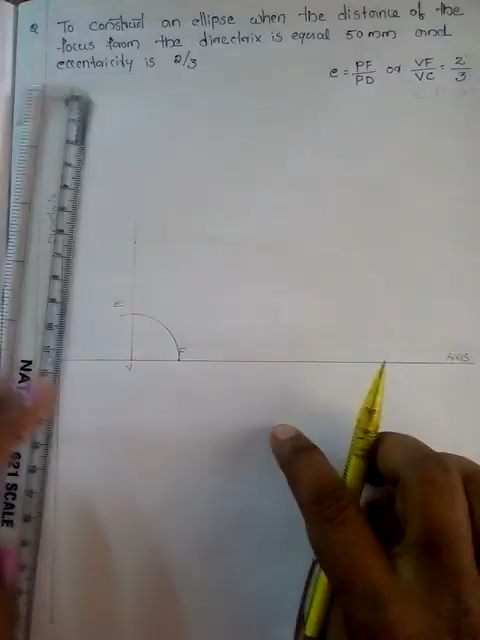 Q To construct an ellipse when the distance of the
focus from the directrix is equal 50 mm and
eccentricity is 2/3
e = PF/PD or VF/VC = 2/3
E
F
V
AXIS
621 SCALE